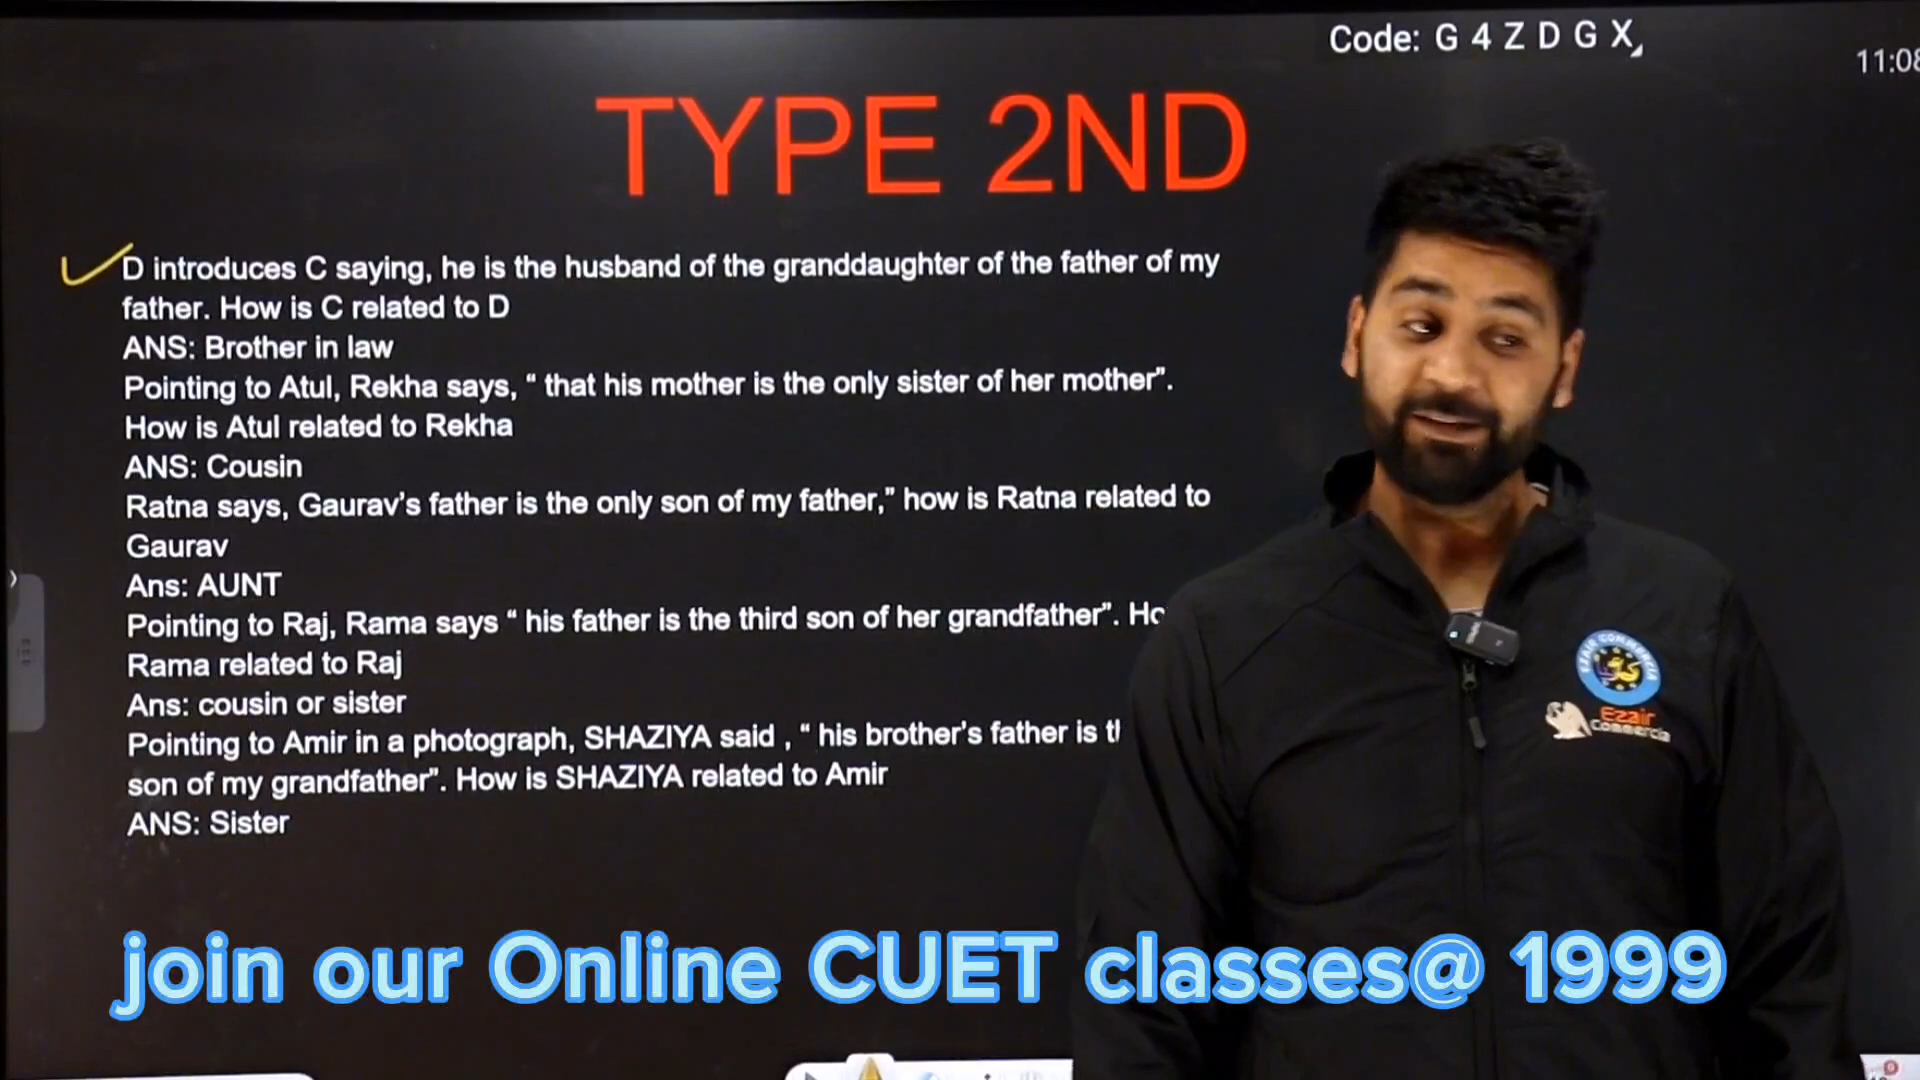 Code: G 4 Z D G X
11:08
TYPE 2ND
D introduces C saying, he is the husband of the granddaughter of the father of my
father. How is C related to D
ANS: Brother in law
Pointing to Atul, Rekha says, “ that his mother is the only sister of her mother”.
How is Atul related to Rekha
ANS: Cousin
Ratna says, Gaurav’s father is the only son of my father,” how is Ratna related to
Gaurav
Ans: AUNT
Pointing to Raj, Rama says “ his father is the third son of her grandfather”. Ho
Rama related to Raj
Ans: cousin or sister
Pointing to Amir in a photograph, SHAZIYA said , “ his brother’s father is
son of my grandfather”. How is SHAZIYA related to Amir
ANS: Sister
EZAIR COMMERCIA
Ezair
Commercia
join our Online CUET classes@ 1999